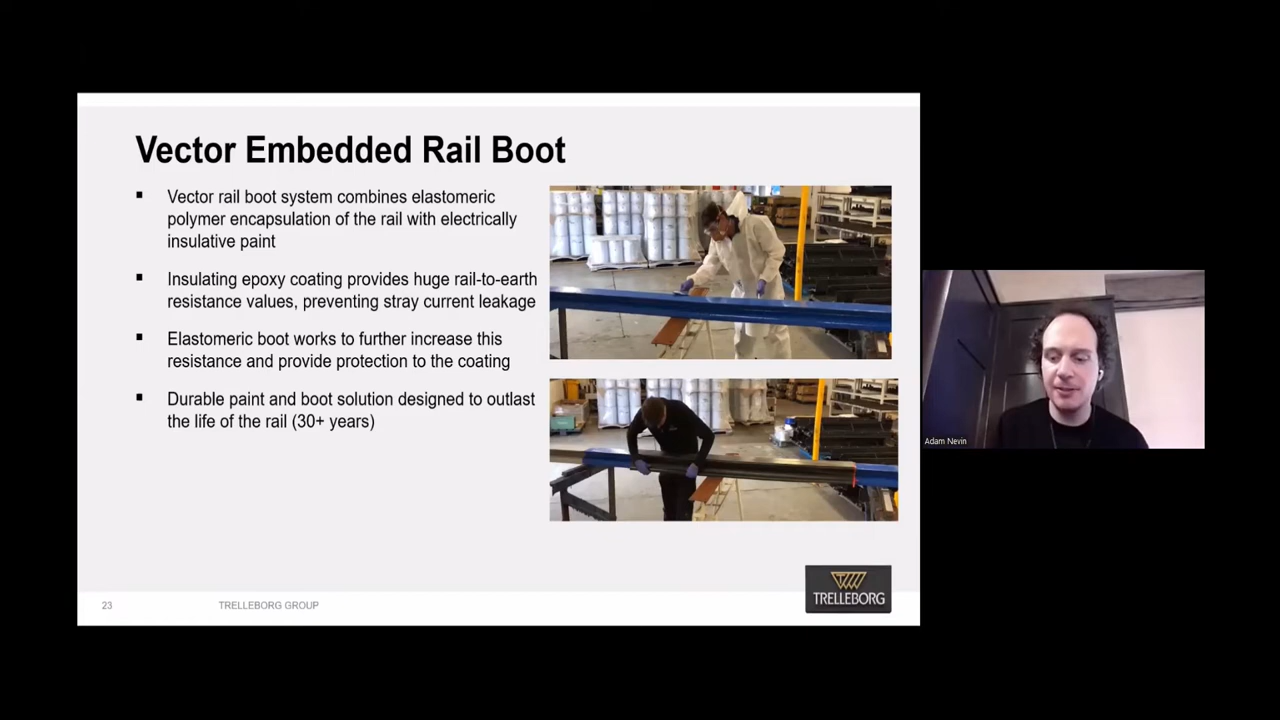 Vector Embedded Rail Boot
Vector rail boot system combines elastomeric
polymer encapsulation of the rail with electrically
insulative paint
Insulating epoxy coating provides huge rail-to-earth
resistance values, preventing stray current leakage
Elastomeric boot works to further increase this
resistance and provide protection to the coating
Durable paint and boot solution designed to outlast
the life of the rail (30+ years)
Adam Nevin
23
TRELLEBORG GROUP
TRELLEBORG